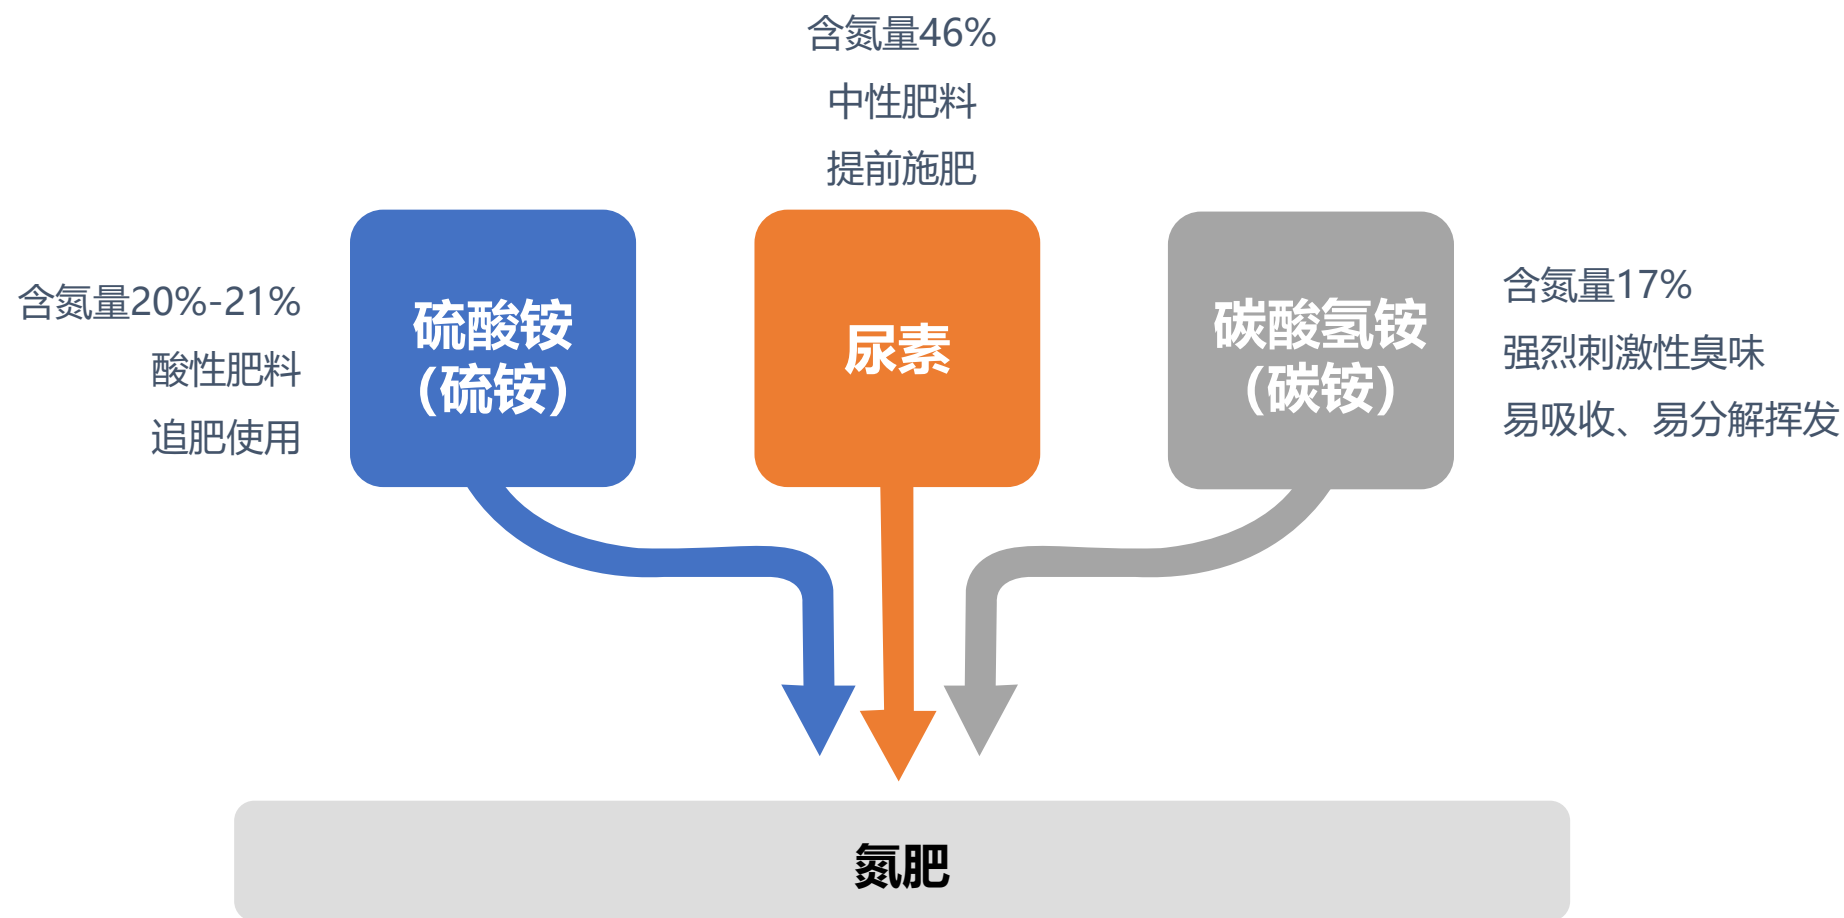 含氮量46%
中性肥料
提前施肥
含氮量20%-21%
酸性肥料
追肥使用
硫酸铵
（硫铵）
尿素
碳酸氢铵
（碳铵）
含氮量17%
强烈刺激性臭味
易吸收、易分解挥发
氮肥